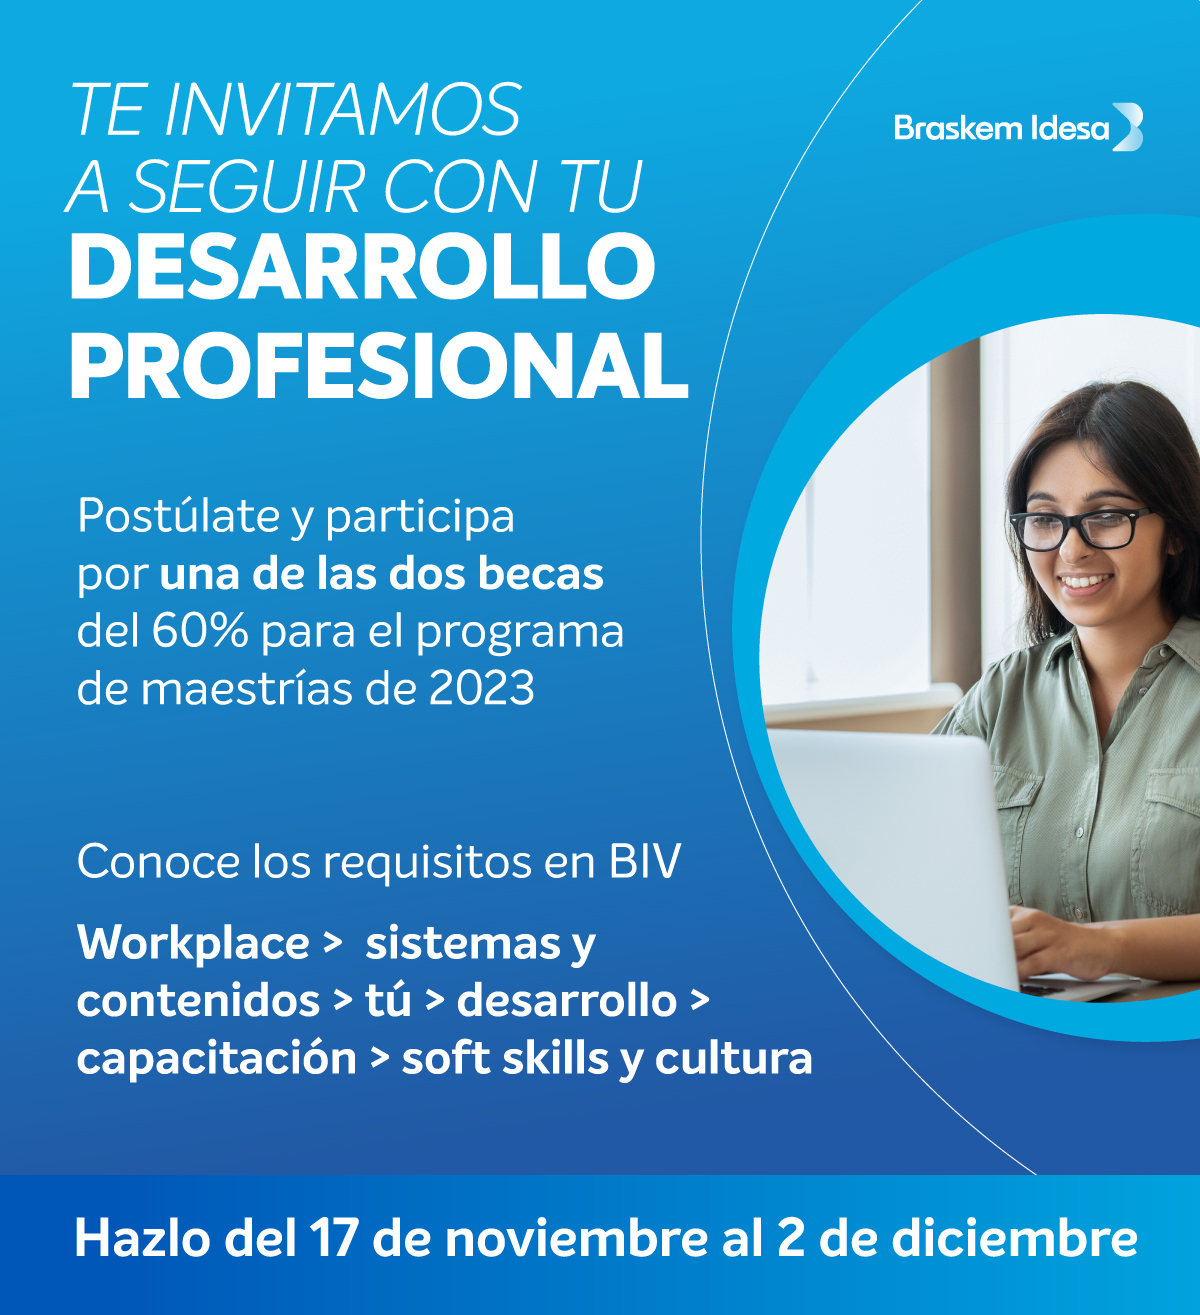 TE INVITAMOS
A SEGUIR CON TU
DESARROLLO
PROFESIONAL
Braskem Idesa
Postúlate y participa
por una de las dos becas
del 60% para el programa
de maestrías de 2023
Conoce los requisitos en BIV
Workplace > sistemas y
contenidos > tú > desarrollo >
capacitación > soft skills y cultura
Hazlo del 17 de noviembre al 2 de diciembre